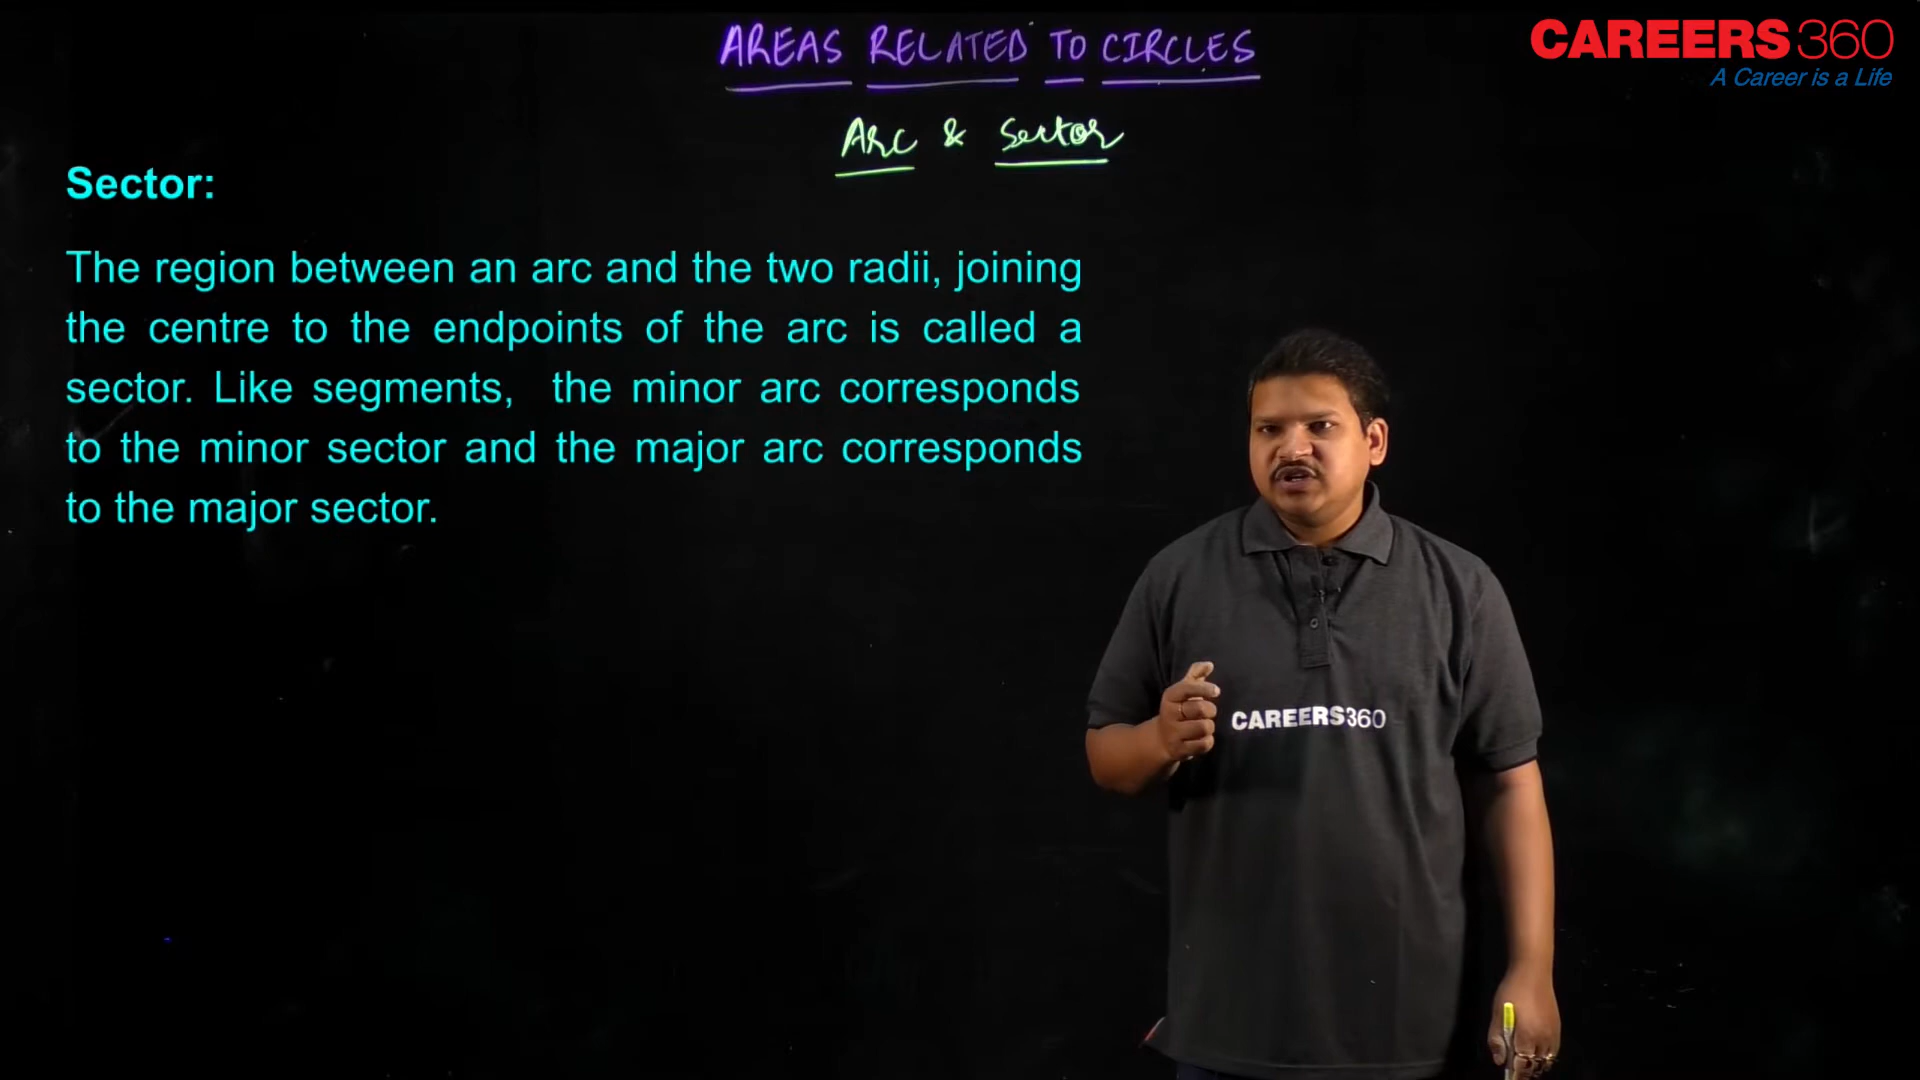 AREAS RELATED TO CIRCLES
CAREERS360
A Career is a Life
Arc & Sector
Sector:
The region between an arc and the two radii, joining
the centre to the endpoints of the arc is called a
sector. Like segments, the minor arc corresponds
to the minor sector and the major arc corresponds
to the major sector.
CAREERS360